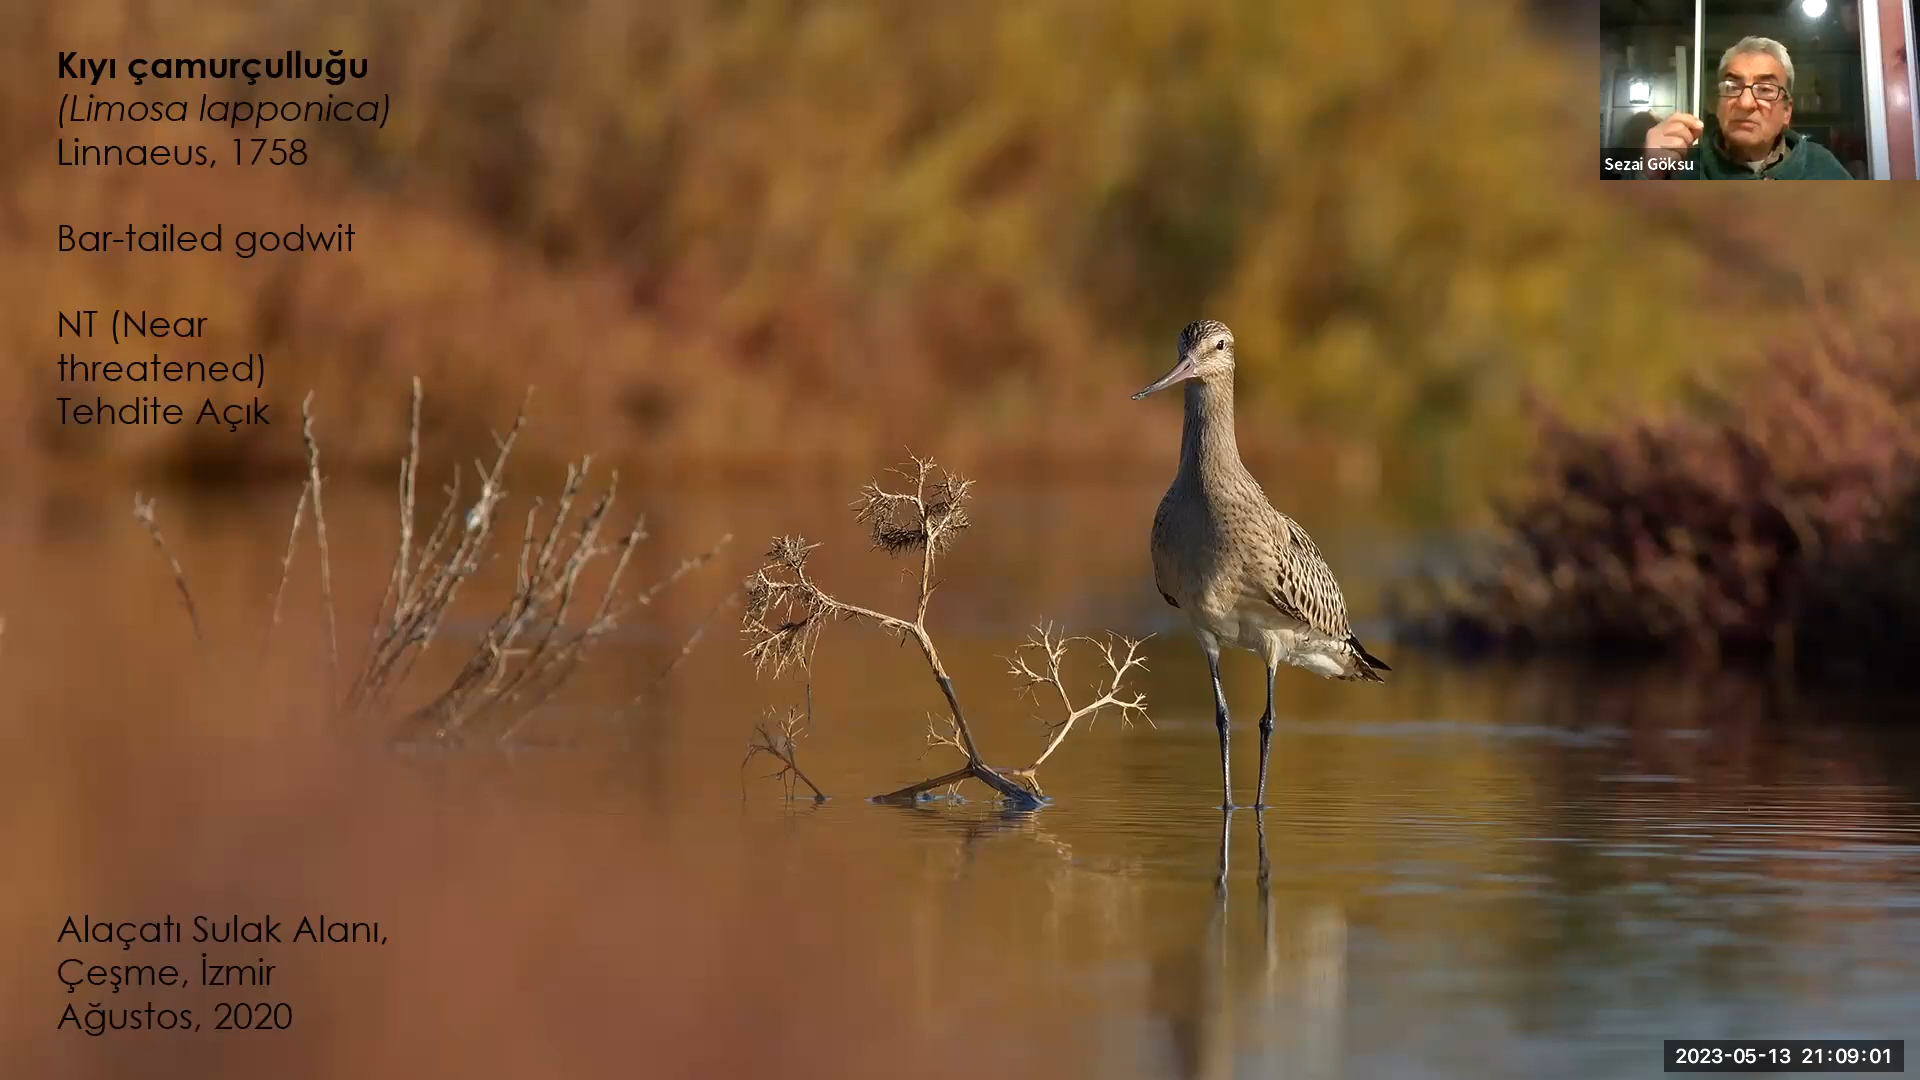 Kıyı çamurçulluğu
(Limosa lapponica)
Linnaeus, 1758
Bar-tailed godwit
NT (Near
threatened)
Tehdite Açık
Alaçatı Sulak Alanı,
Çeşme, İzmir
Ağustos, 2020
Sezai Göksu
2023-05-13 21:09:01